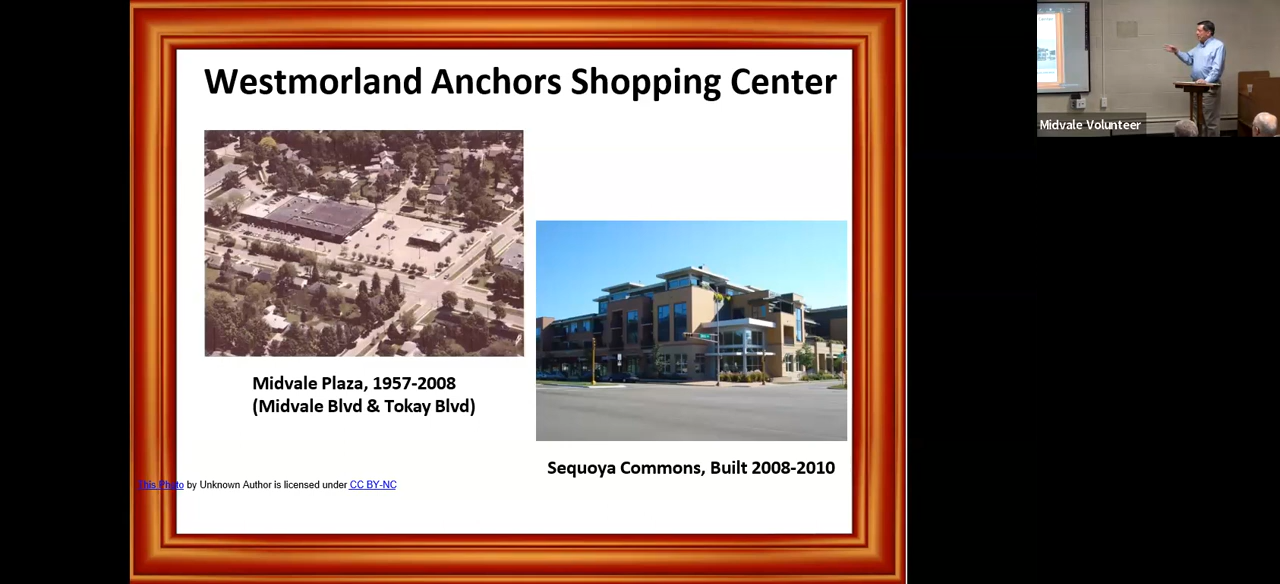 Westmorland Anchors Shopping Center
Midvale Plaza, 1957-2008
(Midvale Blvd & Tokay Blvd)
Sequoya Commons, Built 2008-2010
This Photo by Unknown Author is licensed under CC BY-NC
Midvale Volunteer